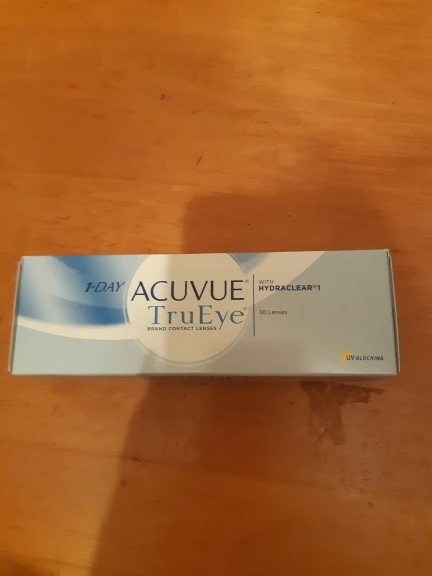 1·DAY
ACUVUE®
TruEye®
BRAND CONTACT LENSES
WITH
HYDRACLEAR®1
30 Lenses
UV BLOCKING